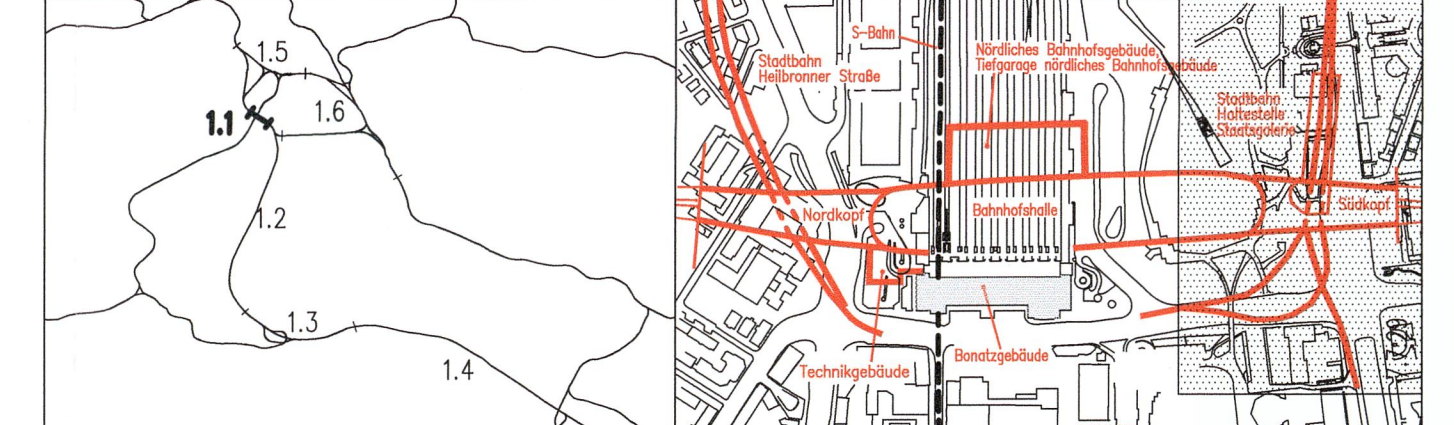 1.5
1.6
1.1
1.2
1.3
1.4
S-Bahn
Stadtbahn
Heilbronner Straße
Nördliches Bahnhofsgebäude,
Tiefgarage nördliches Bahnhofsgebäude
Stadtbahn
Haltestelle
Staatsgalerie
Nordkopf
Bahnhofshalle
Südkopf
Technikgebäude
Bonatzgebäude